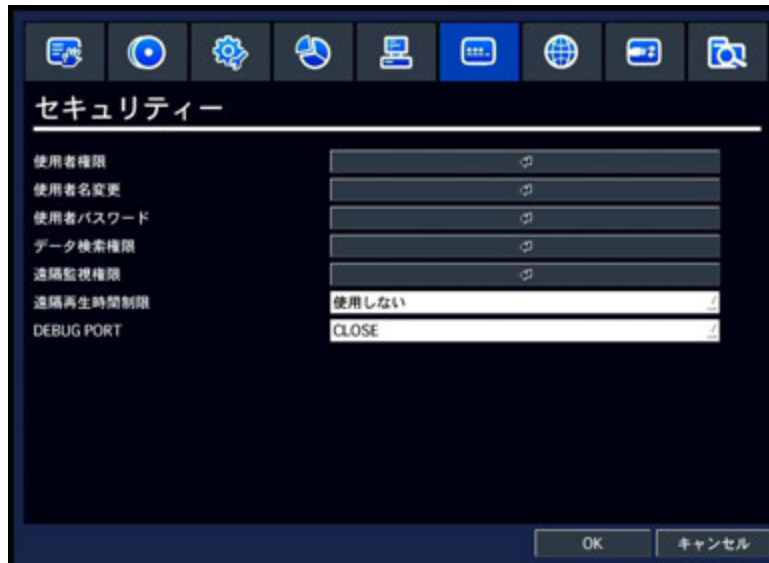 セキュリティー
使用者権限
使用者名変更
使用者パスワード
データ検索権限
遠隔監視権限
遠隔再生時間制限 使用しない
DEBUG PORT CLOSE
OK キャンセル